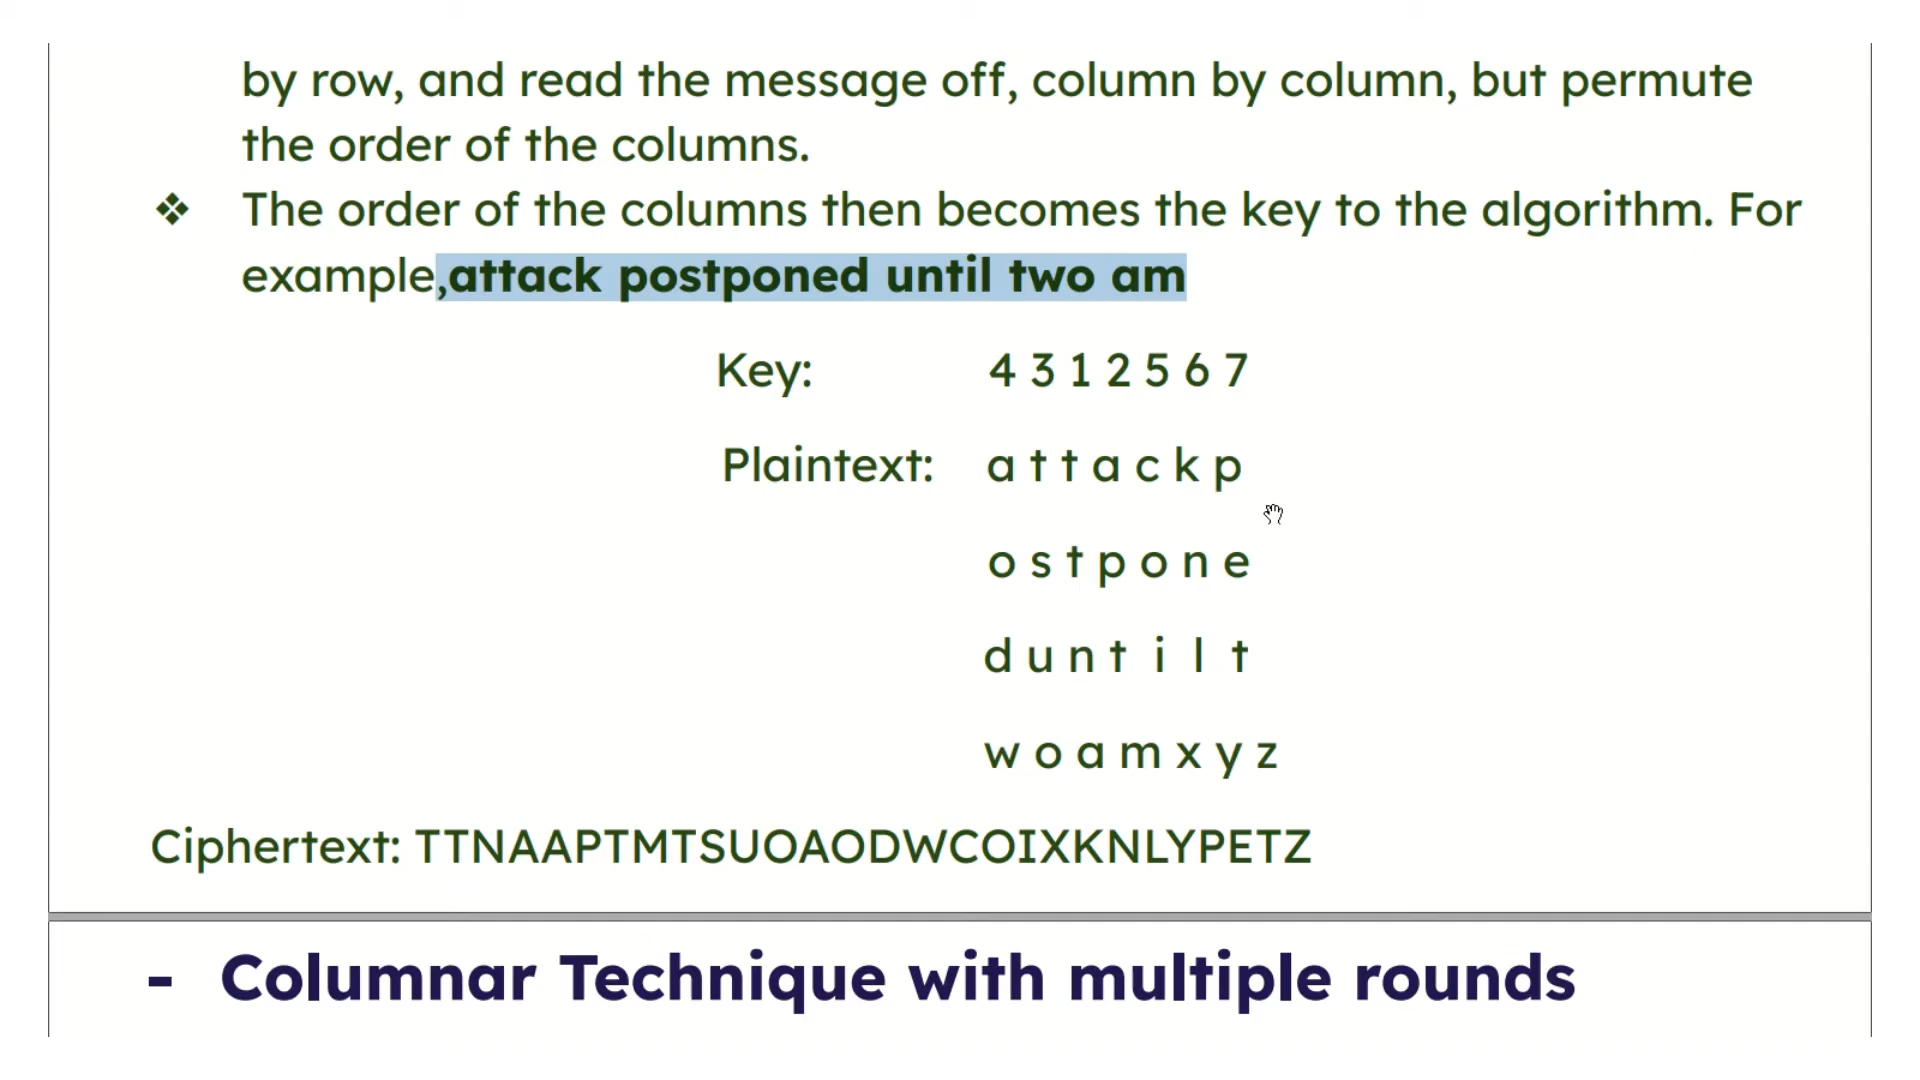 by row, and read the message off, column by column, but permute
the order of the columns.
❖ The order of the columns then becomes the key to the algorithm. For
example,attack postponed until two am
Key: 4 3 1 2 5 6 7
Plaintext: a t t a c k p
o s t p o n e
d u n t i l t
w o a m x y z
Ciphertext: TTNAAPTMTSUOAODWCOIXKNLYPETZ
- Columnar Technique with multiple rounds